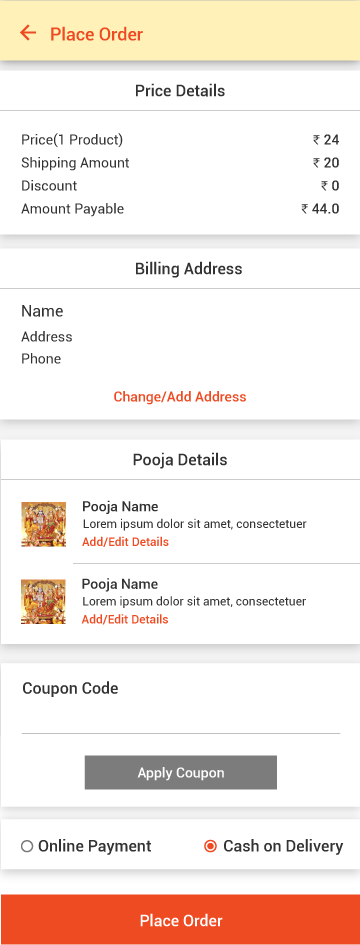 Place Order
Price Details
Price(1 Product) ₹ 24
Shipping Amount ₹ 20
Discount ₹ 0
Amount Payable ₹ 44.0
Billing Address
Name
Address
Phone
Change/Add Address
Pooja Details
Pooja Name
Lorem ipsum dolor sit amet, consectetuer
Add/Edit Details
Pooja Name
Lorem ipsum dolor sit amet, consectetuer
Add/Edit Details
Coupon Code
Apply Coupon
Online Payment Cash on Delivery
Place Order